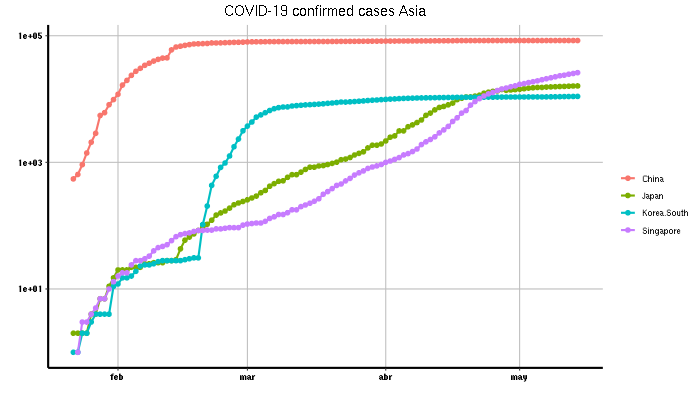 COVID-19 confirmed cases Asia
1e+05
1e+03
1e+01
feb mar abr may
China
Japan
Korea.South
Singapore